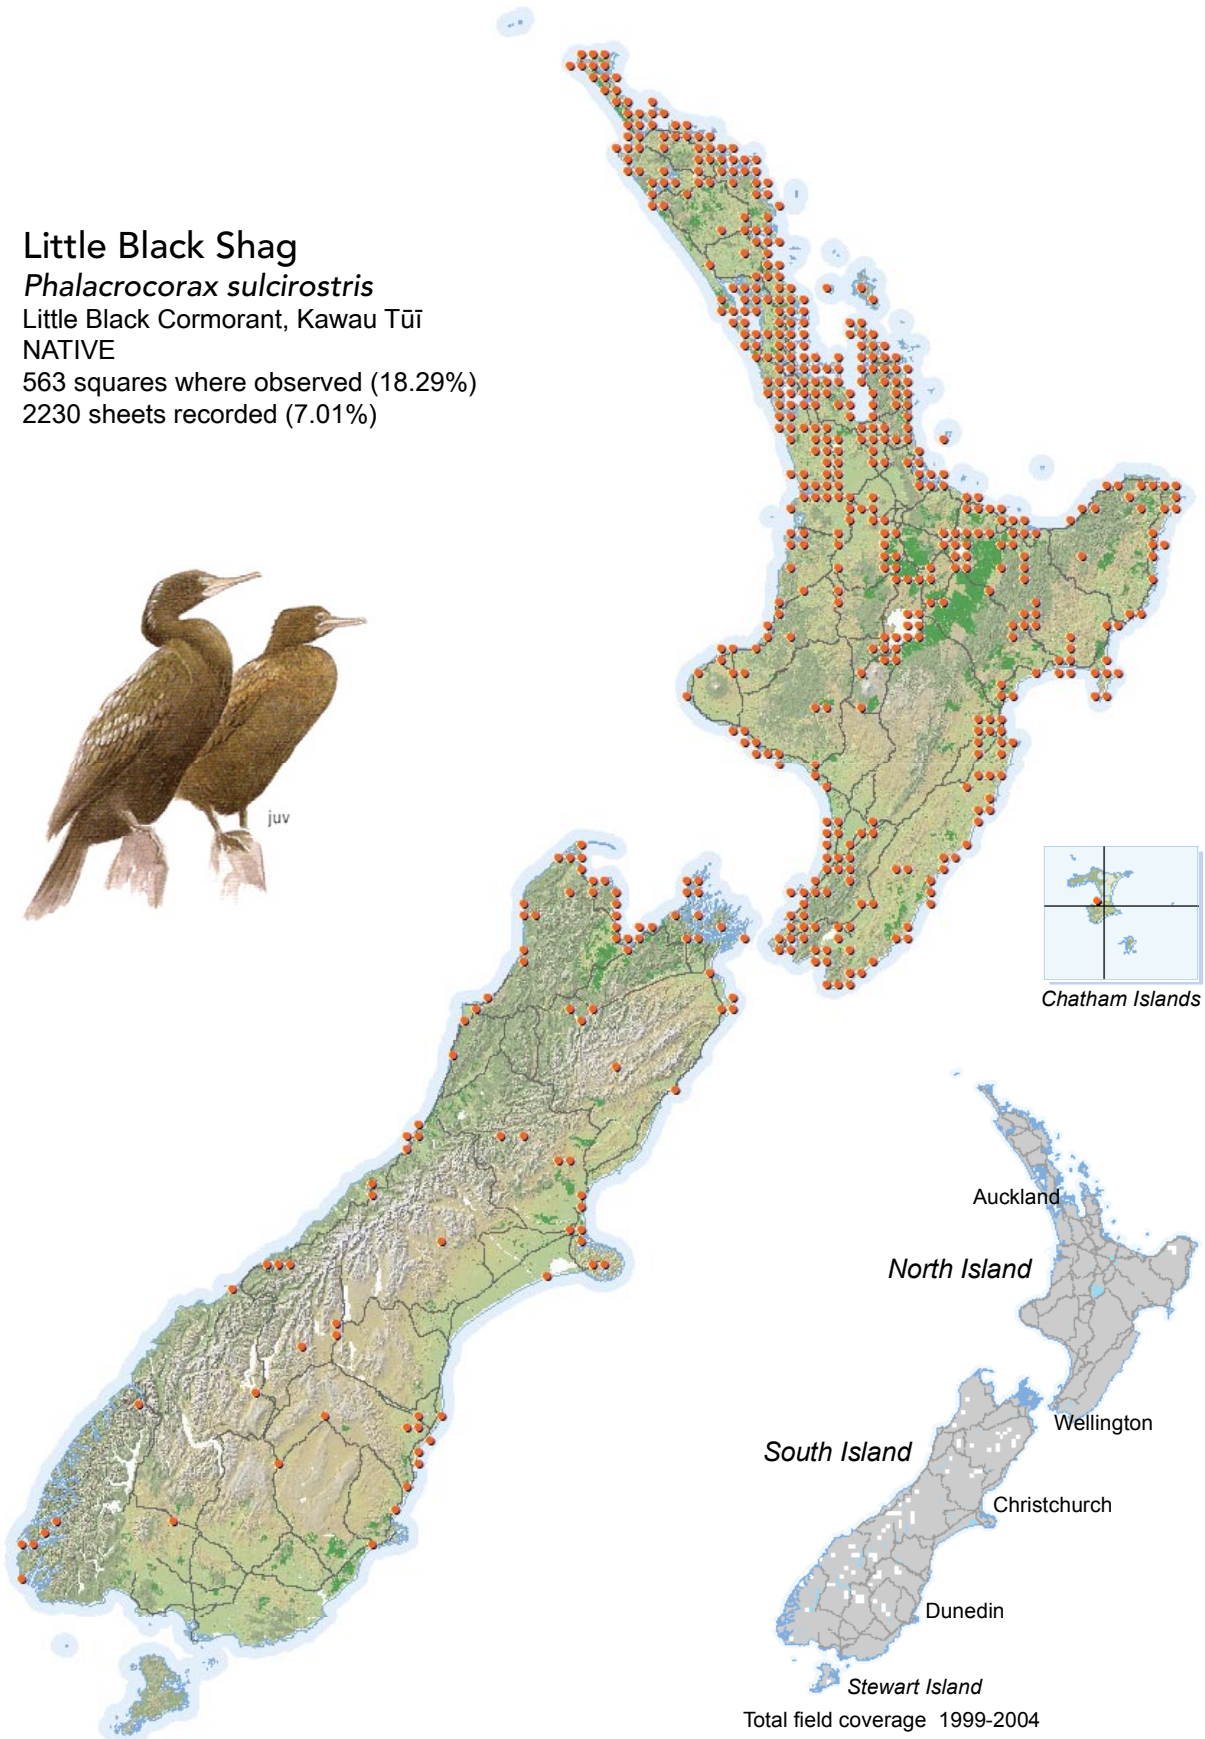 Little Black Shag
Phalacrocorax sulcirostris
Little Black Cormorant, Kawau Tūī
NATIVE
563 squares where observed (18.29%)
2230 sheets recorded (7.01%)
juv
Chatham Islands
Auckland
North Island
Wellington
South Island
Christchurch
Dunedin
Stewart Island
Total field coverage 1999-2004